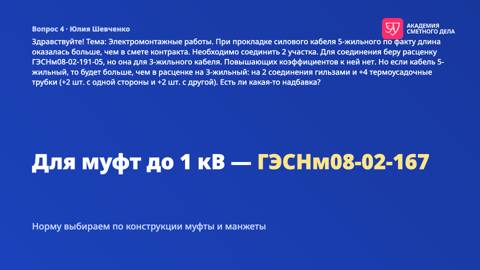 Вопрос 4 · Юлия Шевченко
Здравствуйте! Тема: Электромонтажные работы. При прокладке силового кабеля 5-жильного по факту длина
оказалась больше, чем в смете контракта. Необходимо соединить 2 участка. Для соединения беру расценку
ГЭСНм08-02-191-05, но она для 3-жильного кабеля. Повышающих коэффициентов к ней нет. Но если кабель 5-
жильный, то будет больше, чем в расценке на 3-жильный: на 2 соединения гильзами и +4 термоусадочные
трубки (+2 шт. с одной стороны и +2 шт. с другой). Есть ли какая-то надбавка?
АКАДЕМИЯ
СМЕТНОГО ДЕЛА
Для муфт до 1 кВ — ГЭСНм08-02-167
Норму выбираем по конструкции муфты и манжеты